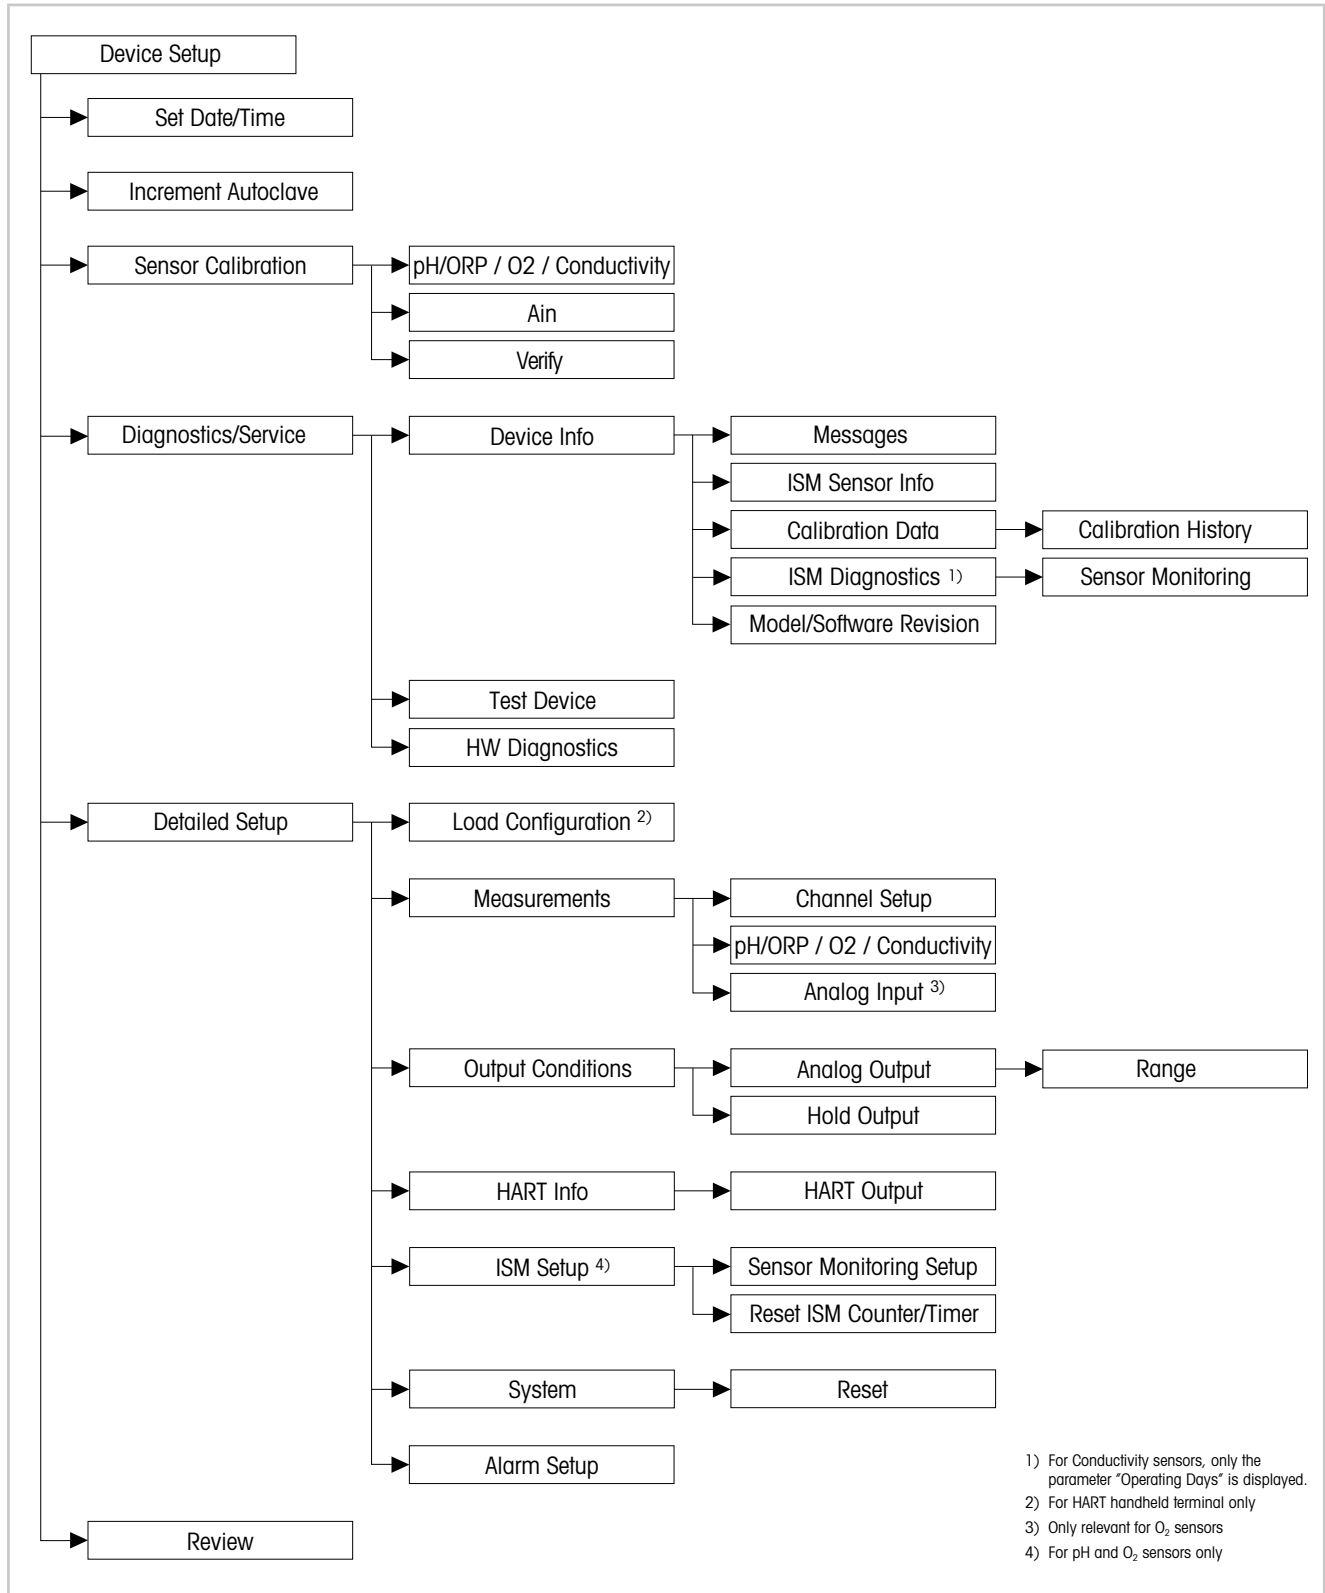 Device Setup
Set Date/Time
Increment Autoclave
Sensor Calibration
pH/ORP / O2 / Conductivity
Ain
Verify
Diagnostics/Service
Device Info
Messages
ISM Sensor Info
Calibration Data
Calibration History
ISM Diagnostics 1)
Sensor Monitoring
Model/Software Revision
Test Device
HW Diagnostics
Detailed Setup
Load Configuration 2)
Measurements
Channel Setup
pH/ORP / O2 / Conductivity
Analog Input 3)
Output Conditions
Analog Output
Range
Hold Output
HART Info
HART Output
ISM Setup 4)
Sensor Monitoring Setup
Reset ISM Counter/Timer
System
Reset
Alarm Setup
Review
1) For Conductivity sensors, only the
parameter "Operating Days" is displayed.
2) For HART handheld terminal only
3) Only relevant for O₂ sensors
4) For pH and O₂ sensors only